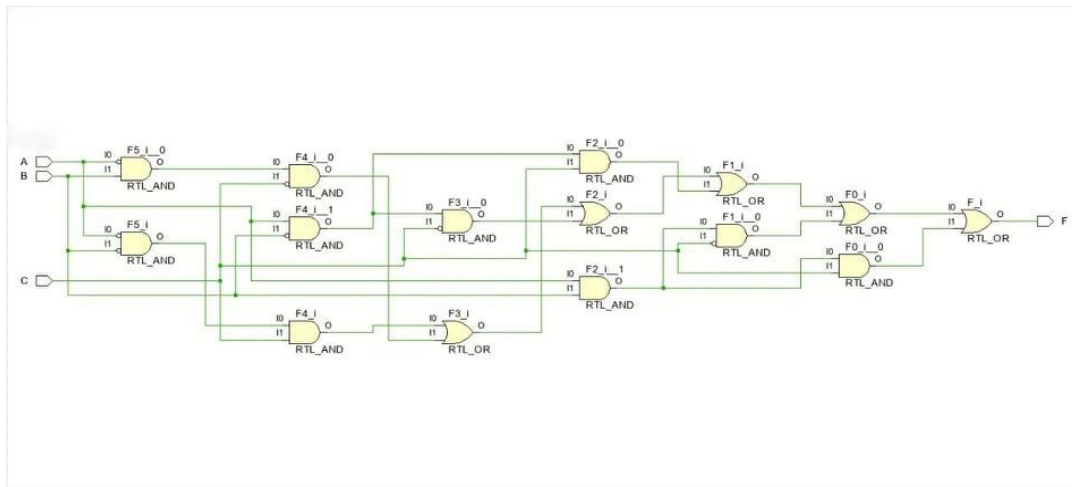 A
B
C
F5_i__0
I0
I1
O
RTL_AND
F5_i
I0
I1
O
RTL_AND
F4_i__0
I0
I1
O
RTL_AND
F4_i__1
I0
I1
O
RTL_AND
F4_i
I0
I1
O
RTL_AND
F3_i__0
I0
I1
O
RTL_AND
F3_i
I0
I1
O
RTL_OR
F2_i__0
I0
I1
O
RTL_AND
F2_i
I0
I1
O
RTL_OR
F2_i__1
I0
I1
O
RTL_AND
F1_i
I0
I1
O
RTL_OR
F1_i__0
I0
I1
O
RTL_AND
F0_i
I0
I1
O
RTL_OR
F0_i__0
I0
I1
O
RTL_AND
F_i
I0
I1
O
RTL_OR
F